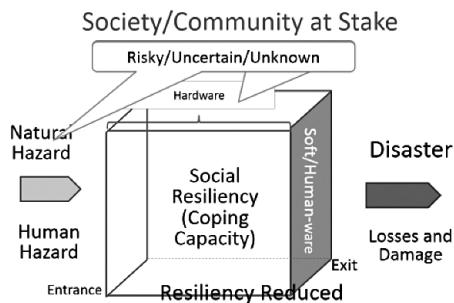 Society/Community at Stake
Risky/Uncertain/Unknown
Hardware
Natural
Hazard
Human
Hazard
Social
Resiliency
(Coping
Capacity)
Soft/Human-ware
Disaster
Losses and
Damage
Entrance
Exit
Resiliency Reduced